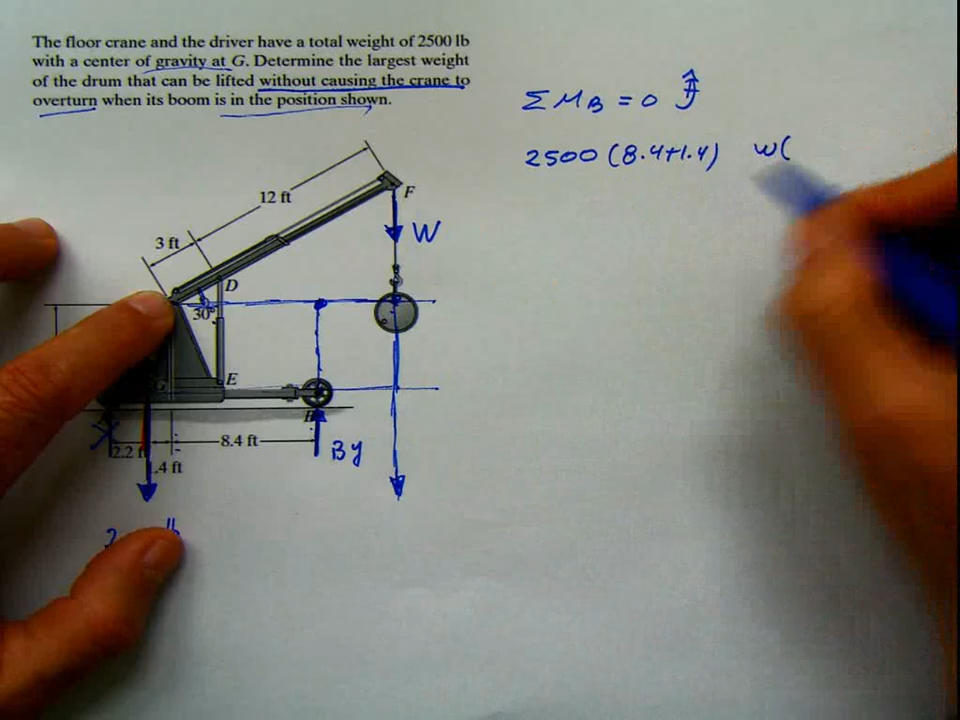 The floor crane and the driver have a total weight of 2500 lb
with a center of gravity at G. Determine the largest weight
of the drum that can be lifted without causing the crane to
overturn when its boom is in the position shown.
ΣMB = 0
2500 (8.4+1.4) W(
12 ft
F
3 ft
W
D
30°
G
E
8.4 ft
By
2.2 f
.4 ft
lb